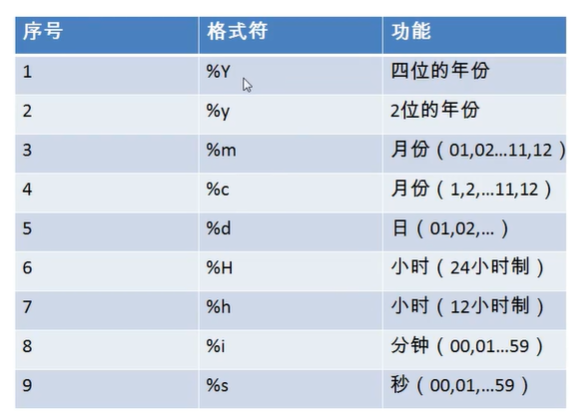 序号 格式符 功能
1 %Y 四位的年份
2 %y 2位的年份
3 %m 月份（01,02…11,12）
4 %c 月份（1,2,…11,12）
5 %d 日（01,02,…）
6 %H 小时（24小时制）
7 %h 小时（12小时制）
8 %i 分钟（00,01…59）
9 %s 秒（00,01,…59）